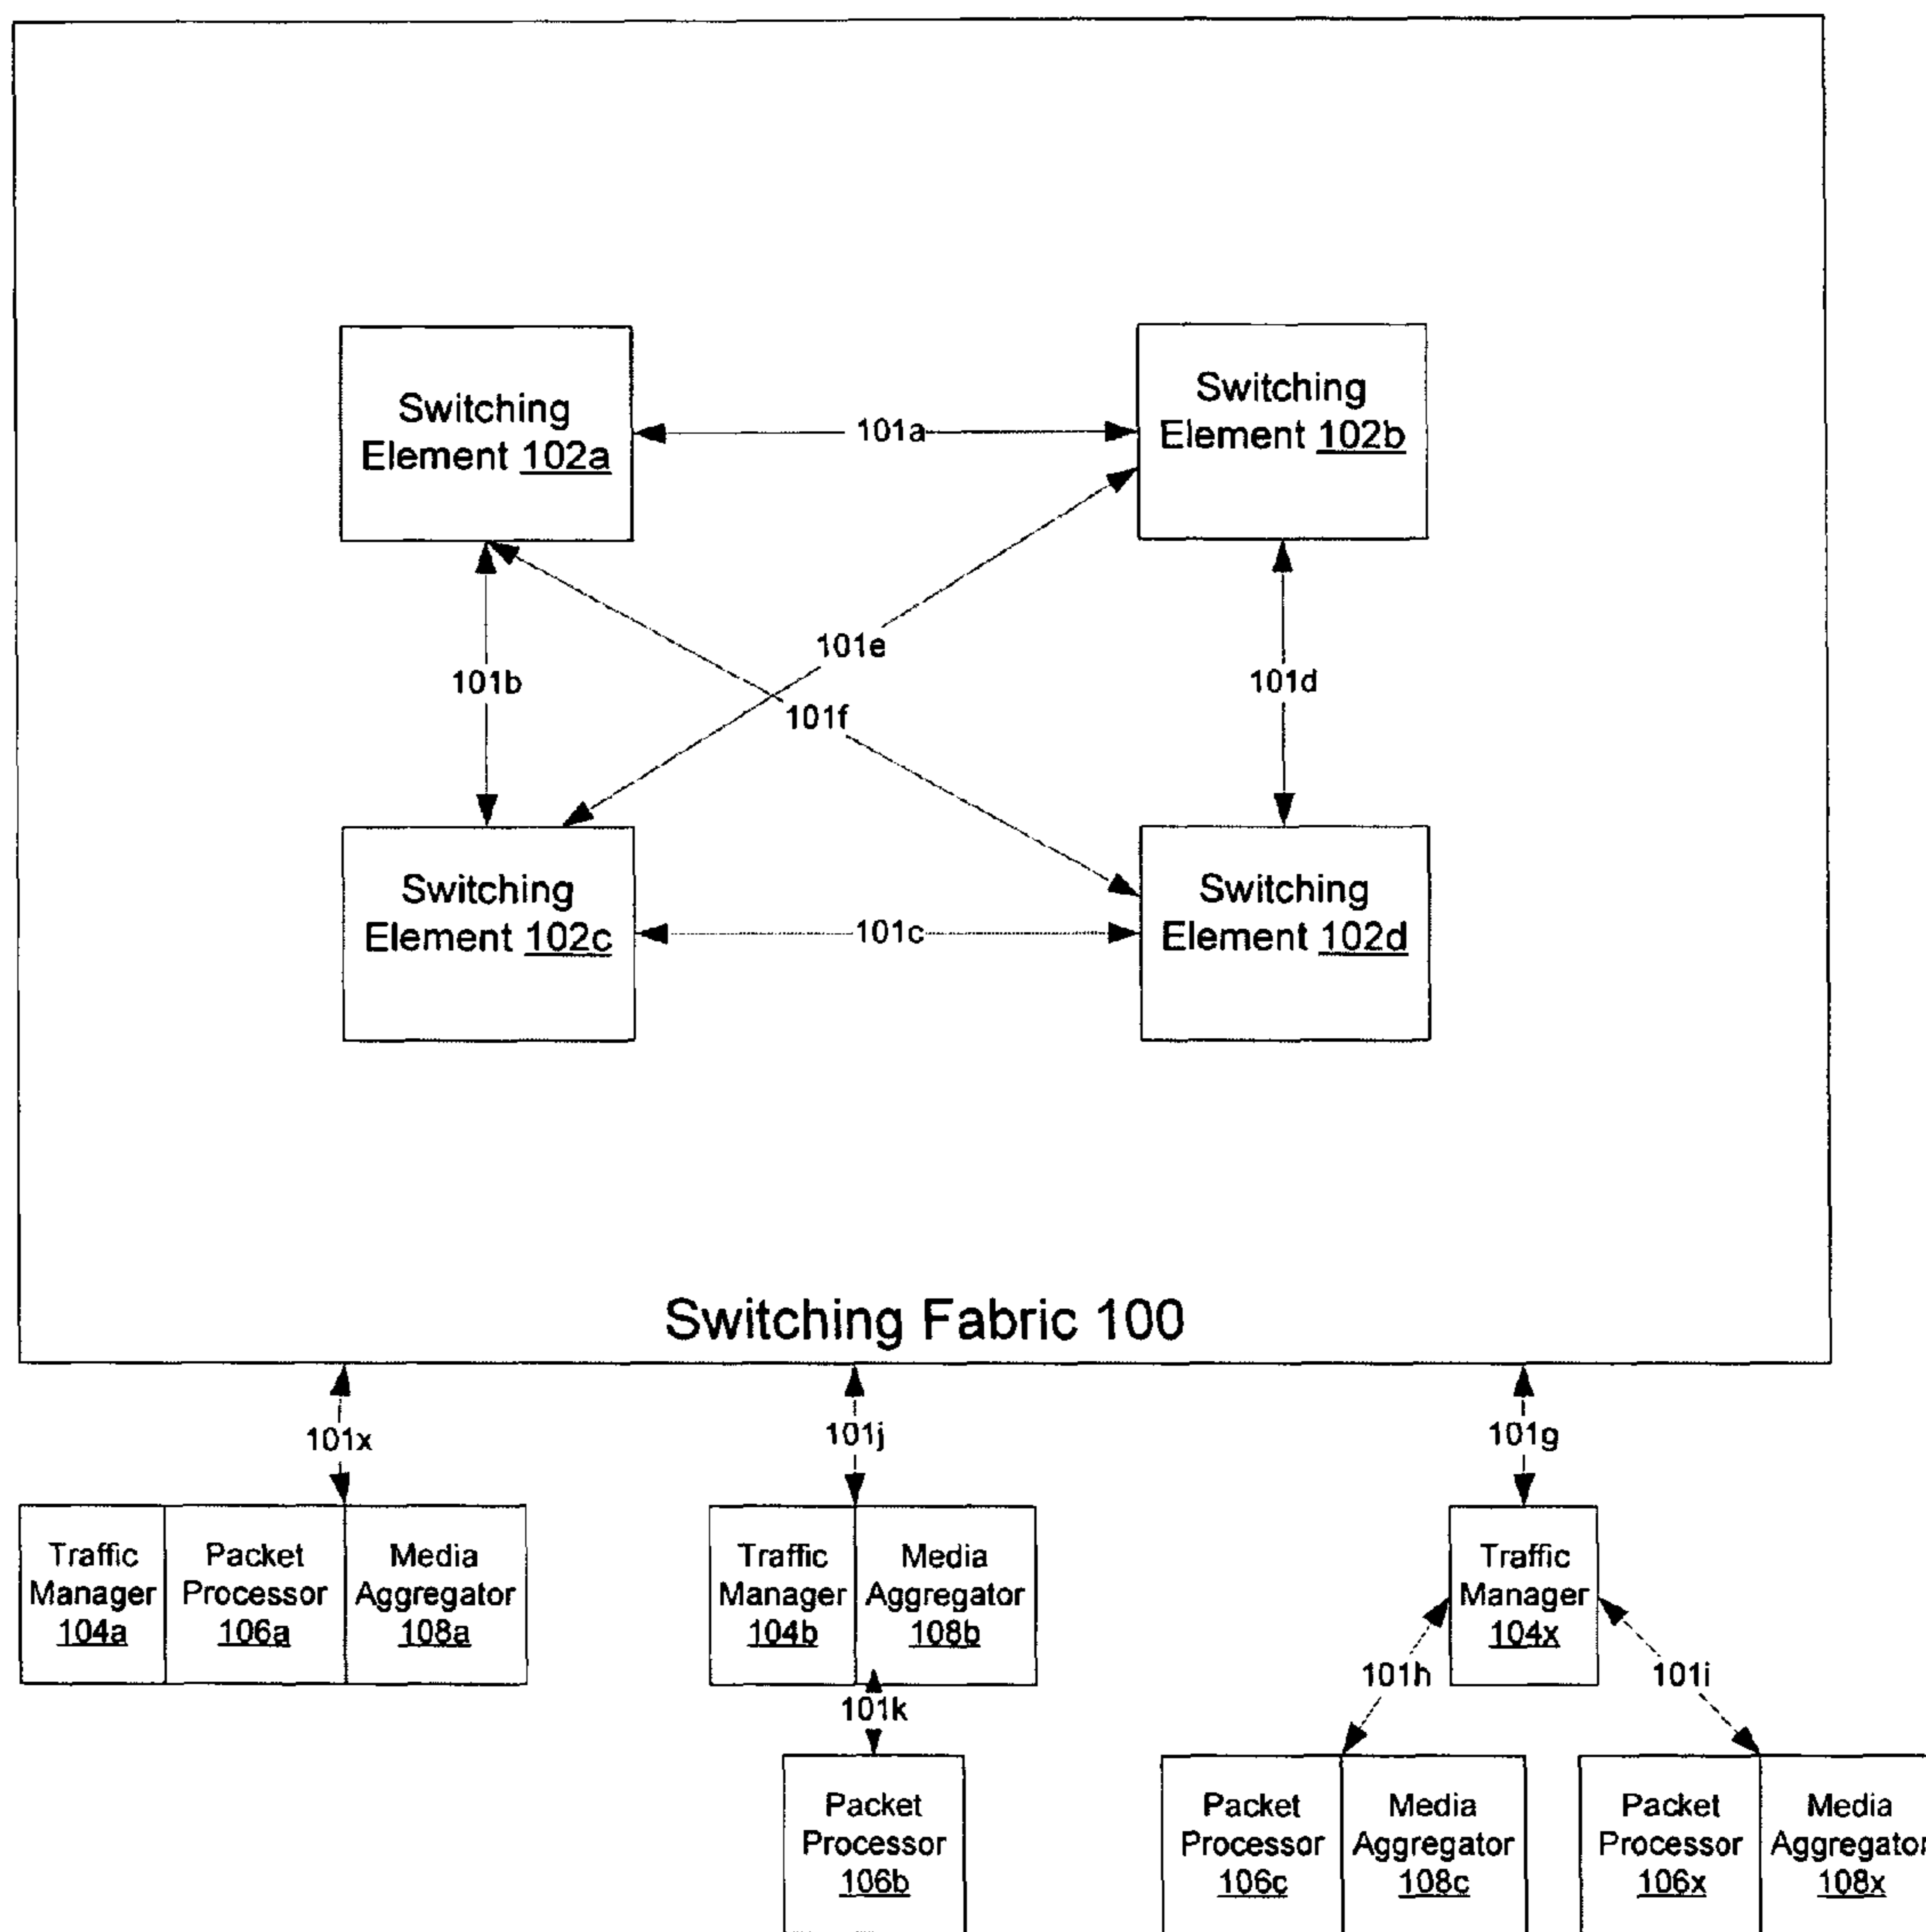 Switching
Element 102a
101a
Switching
Element 102b
101e
101b
101d
101f
Switching
Element 102c
101c
Switching
Element 102d
Switching Fabric 100
101x
101j
101g
Traffic
Manager
104a
Packet
Processor
106a
Media
Aggregator
108a
Traffic
Manager
104b
Media
Aggregator
108b
Traffic
Manager
104x
101k
101h
101i
Packet
Processor
106b
Packet
Processor
106c
Media
Aggregator
108c
Packet
Processor
106x
Media
Aggregator
108x